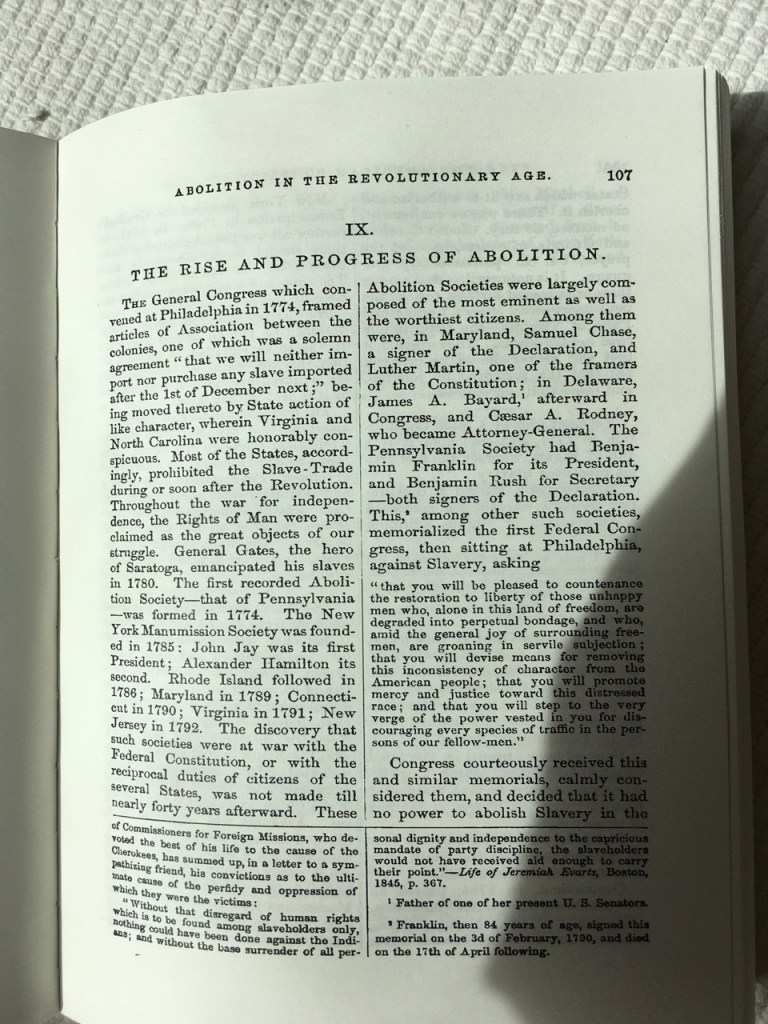 ABOLITION IN THE REVOLUTIONARY AGE. 107
IX.
THE RISE AND PROGRESS OF ABOLITION.
THE General Congress which con-
vened at Philadelphia in 1774, framed
articles of Association between the
colonies, one of which was a solemn
agreement "that we will neither im-
port nor purchase any slave imported
after the 1st of December next;" be-
ing moved thereto by State action of
like character, wherein Virginia and
North Carolina were honorably con-
spicuous. Most of the States, accord-
ingly, prohibited the Slave-Trade
during or soon after the Revolution.
Throughout the war for indepen-
dence, the Rights of Man were pro-
claimed as the great objects of our
struggle. General Gates, the hero
of Saratoga, emancipated his slaves
in 1780. The first recorded Aboli-
tion Society—that of Pennsylvania
—was formed in 1774. The New
York Manumission Society was found-
ed in 1785: John Jay was its first
President; Alexander Hamilton its
second. Rhode Island followed in
1786; Maryland in 1789; Connecti-
cut in 1790; Virginia in 1791; New
Jersey in 1792. The discovery that
such societies were at war with the
Federal Constitution, or with the
reciprocal duties of citizens of the
several States, was not made till
nearly forty years afterward. These
Abolition Societies were largely com-
posed of the most eminent as well as
the worthiest citizens. Among them
were, in Maryland, Samuel Chase,
a signer of the Declaration, and
Luther Martin, one of the framers
of the Constitution; in Delaware,
James A. Bayard,¹ afterward in
Congress, and Cæsar A. Rodney,
who became Attorney-General. The
Pennsylvania Society had Benja-
min Franklin for its President,
and Benjamin Rush for Secretary
—both signers of the Declaration.
This,² among other such societies,
memorialized the first Federal Con-
gress, then sitting at Philadelphia,
against Slavery, asking
"that you will be pleased to countenance
the restoration to liberty of those unhappy
men who, alone in this land of freedom, are
degraded into perpetual bondage, and who,
amid the general joy of surrounding free-
men, are groaning in servile subjection;
that you will devise means for removing
this inconsistency of character from the
American people; that you will promote
mercy and justice toward this distressed
race; and that you will step to the very
verge of the power vested in you for dis-
couraging every species of traffic in the per-
sons of our fellow-men."
Congress courteously received this
and similar memorials, calmly con-
sidered them, and decided that it had
no power to abolish Slavery in the
of Commissioners for Foreign Missions, who de-
voted the best of his life to the cause of the
Cherokees, has summed up, in a letter to a sym-
pathizing friend, his convictions as to the ulti-
mate cause of the perfidy and oppression of
which they were the victims:
"Without that disregard of human rights
which is to be found among slaveholders only,
nothing could have been done against the Indi-
ans; and without the base surrender of all per-
sonal dignity and independence to the capricious
mandate of party discipline, the slaveholders
would not have received aid enough to carry
their point."—Life of Jeremiah Evarts, Boston,
1845, p. 367.
¹ Father of one of her present U. S. Senators.
² Franklin, then 84 years of age, signed this
memorial on the 3d of February, 1790, and died
on the 17th of April following.